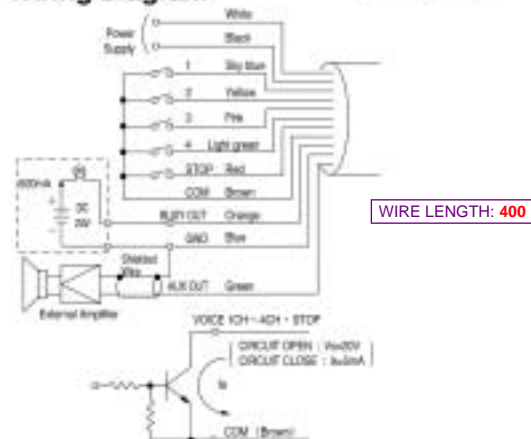 Wiring Diagram
White
Power
Supply
Black
1 Sky blue
2 Yellow
3 Pink
4 Light green
STOP Red
COM Brown
BUSY OUT Orange
GND Blue
DC
Shielded
Wire
AUX OUT Green
External Amplifier
WIRE LENGTH: 400
VOICE 1CH~4CH · STOP
CIRCUIT OPEN :
CIRCUIT CLOSE :
COM (Brown)